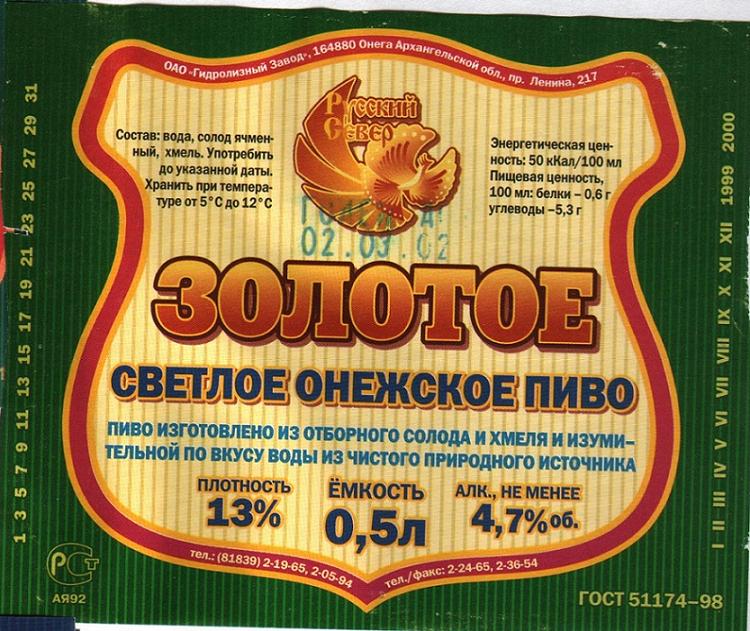 ОАО «Гидролизный Завод», 164880 Онега Архангельской обл., пр. Ленина, 217
Русский
Север
Состав: вода, солод ячмен-
ный, хмель. Употребить
до указанной даты.
Хранить при темпера-
туре от 5°С до 12°С
Энергетическая цен-
ность: 50 кКал/100 мл
Пищевая ценность,
100 мл: белки – 0,6 г
углеводы –5,3 г
ГОДЕН ДО
02.03.02
ЗОЛОТОЕ
СВЕТЛОЕ ОНЕЖСКОЕ ПИВО
ПИВО ИЗГОТОВЛЕНО ИЗ ОТБОРНОГО СОЛОДА И ХМЕЛЯ И ИЗУМИ-
ТЕЛЬНОЙ ПО ВКУСУ ВОДЫ ИЗ ЧИСТОГО ПРИРОДНОГО ИСТОЧНИКА
ПЛОТНОСТЬ
13%
ЁМКОСТЬ
0,5л
АЛК., НЕ МЕНЕЕ
4,7%об.
тел.: (81839) 2-19-65, 2-05-94
тел./факс: 2-24-65, 2-36-54
1 3 5 7 9 11 13 15 17 19 21 23 25 27 29 31
I II III IV V VI VII VIII IX X XI XII 1999 2000
РСТ
АЯ92
ГОСТ 51174–98